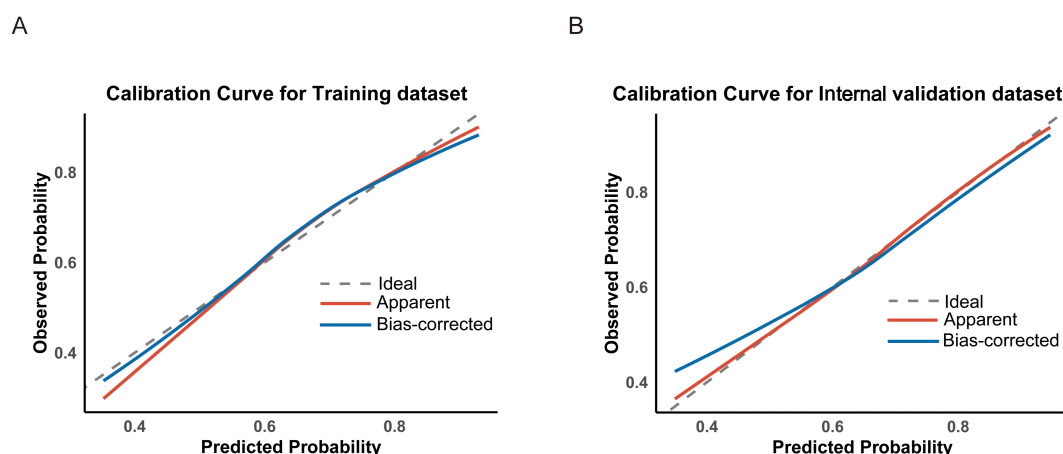 A
Calibration Curve for Training dataset
Observed Probability
0.8
0.6
0.4
Ideal
Apparent
Bias-corrected
0.4 0.6 0.8
Predicted Probability
B
Calibration Curve for Internal validation dataset
Observed Probability
0.8
0.6
0.4
Ideal
Apparent
Bias-corrected
0.4 0.6 0.8
Predicted Probability